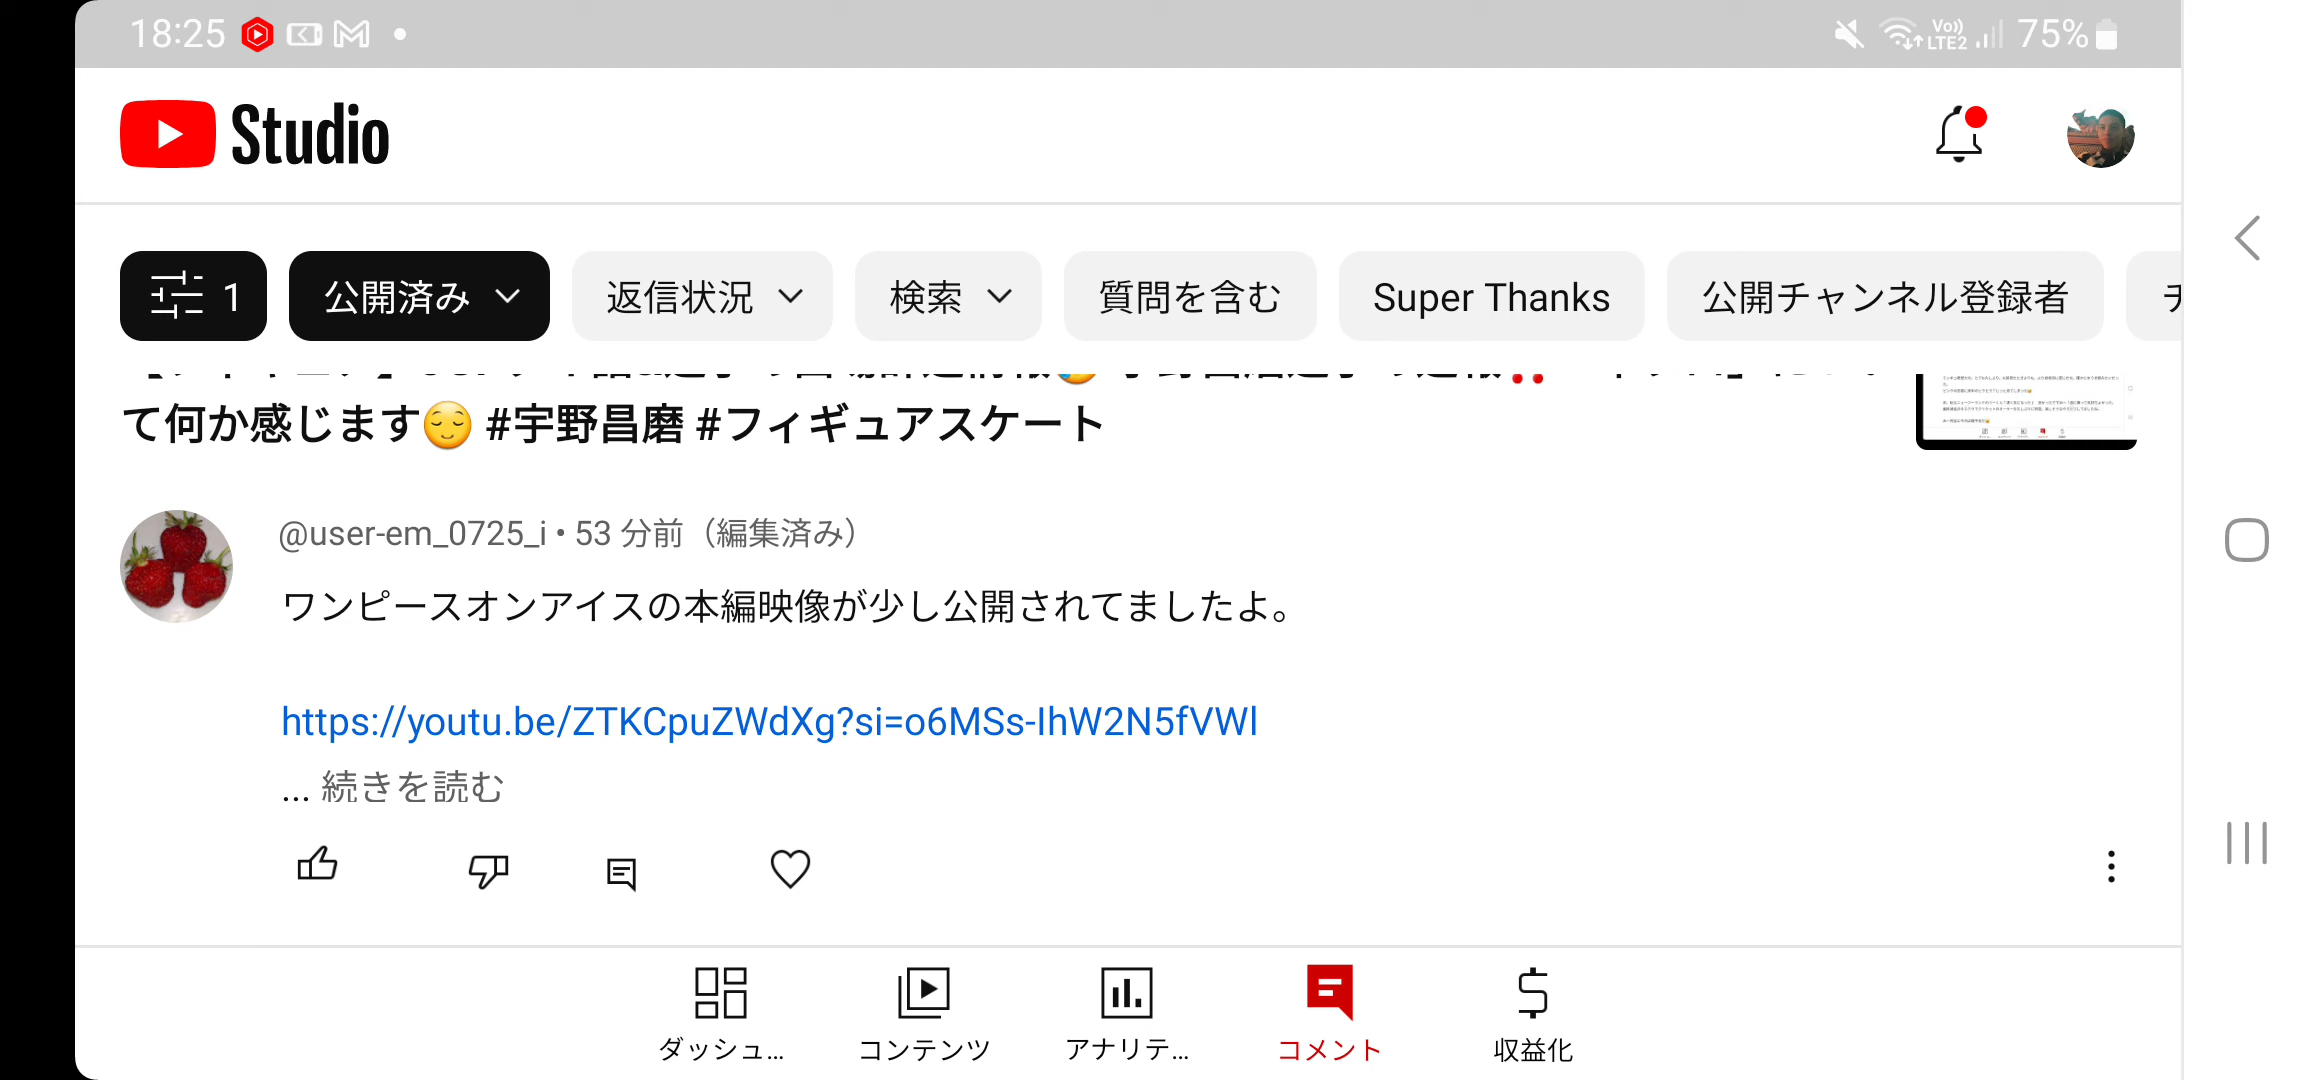 18:25
Vo)) LTE2 75%
Studio
1 公開済み 返信状況 検索 質問を含む Super Thanks 公開チャンネル登録者
て何か感じます😌 #宇野昌磨 #フィギュアスケート
@user-em_0725_i • 53 分前（編集済み）
ワンピースオンアイスの本編映像が少し公開されてましたよ。
https://youtu.be/ZTKCpuZWdXg?si=o6MSs-IhW2N5fVWl
... 続きを読む
ダッシュ... コンテンツ アナリテ... コメント 収益化